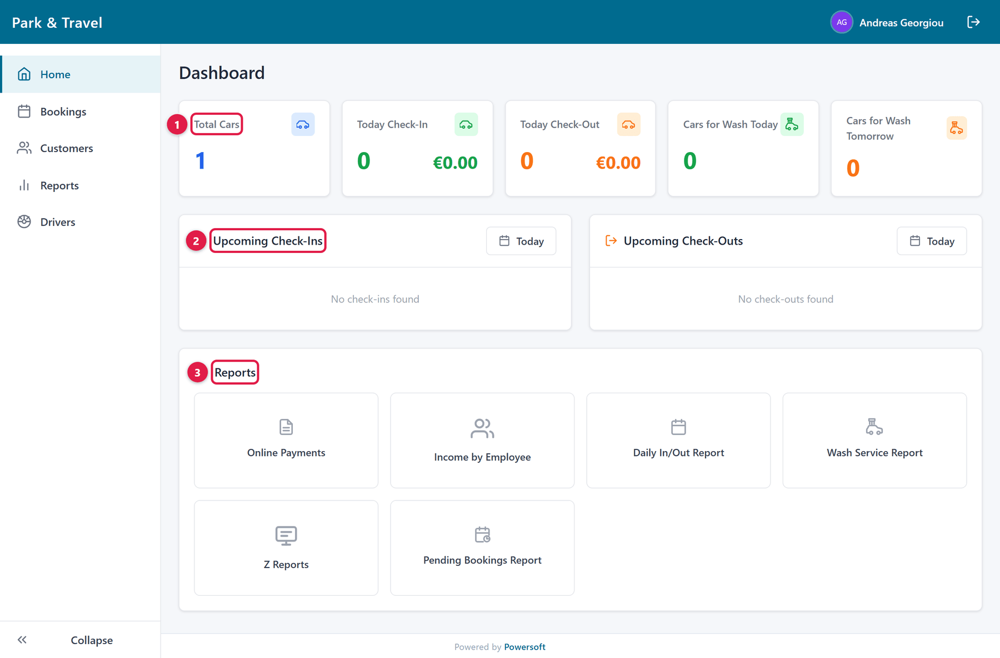 Park & Travel
AG
Andreas Georgiou
Home
Bookings
Customers
Reports
Drivers
Collapse
Dashboard
1
Total Cars
1
Today Check-In
0
€0.00
Today Check-Out
0
€0.00
Cars for Wash Today
0
Cars for Wash
Tomorrow
0
2
Upcoming Check-Ins
Today
No check-ins found
Upcoming Check-Outs
Today
No check-outs found
3
Reports
Online Payments
Income by Employee
Daily In/Out Report
Wash Service Report
Z Reports
Pending Bookings Report
Powered by Powersoft